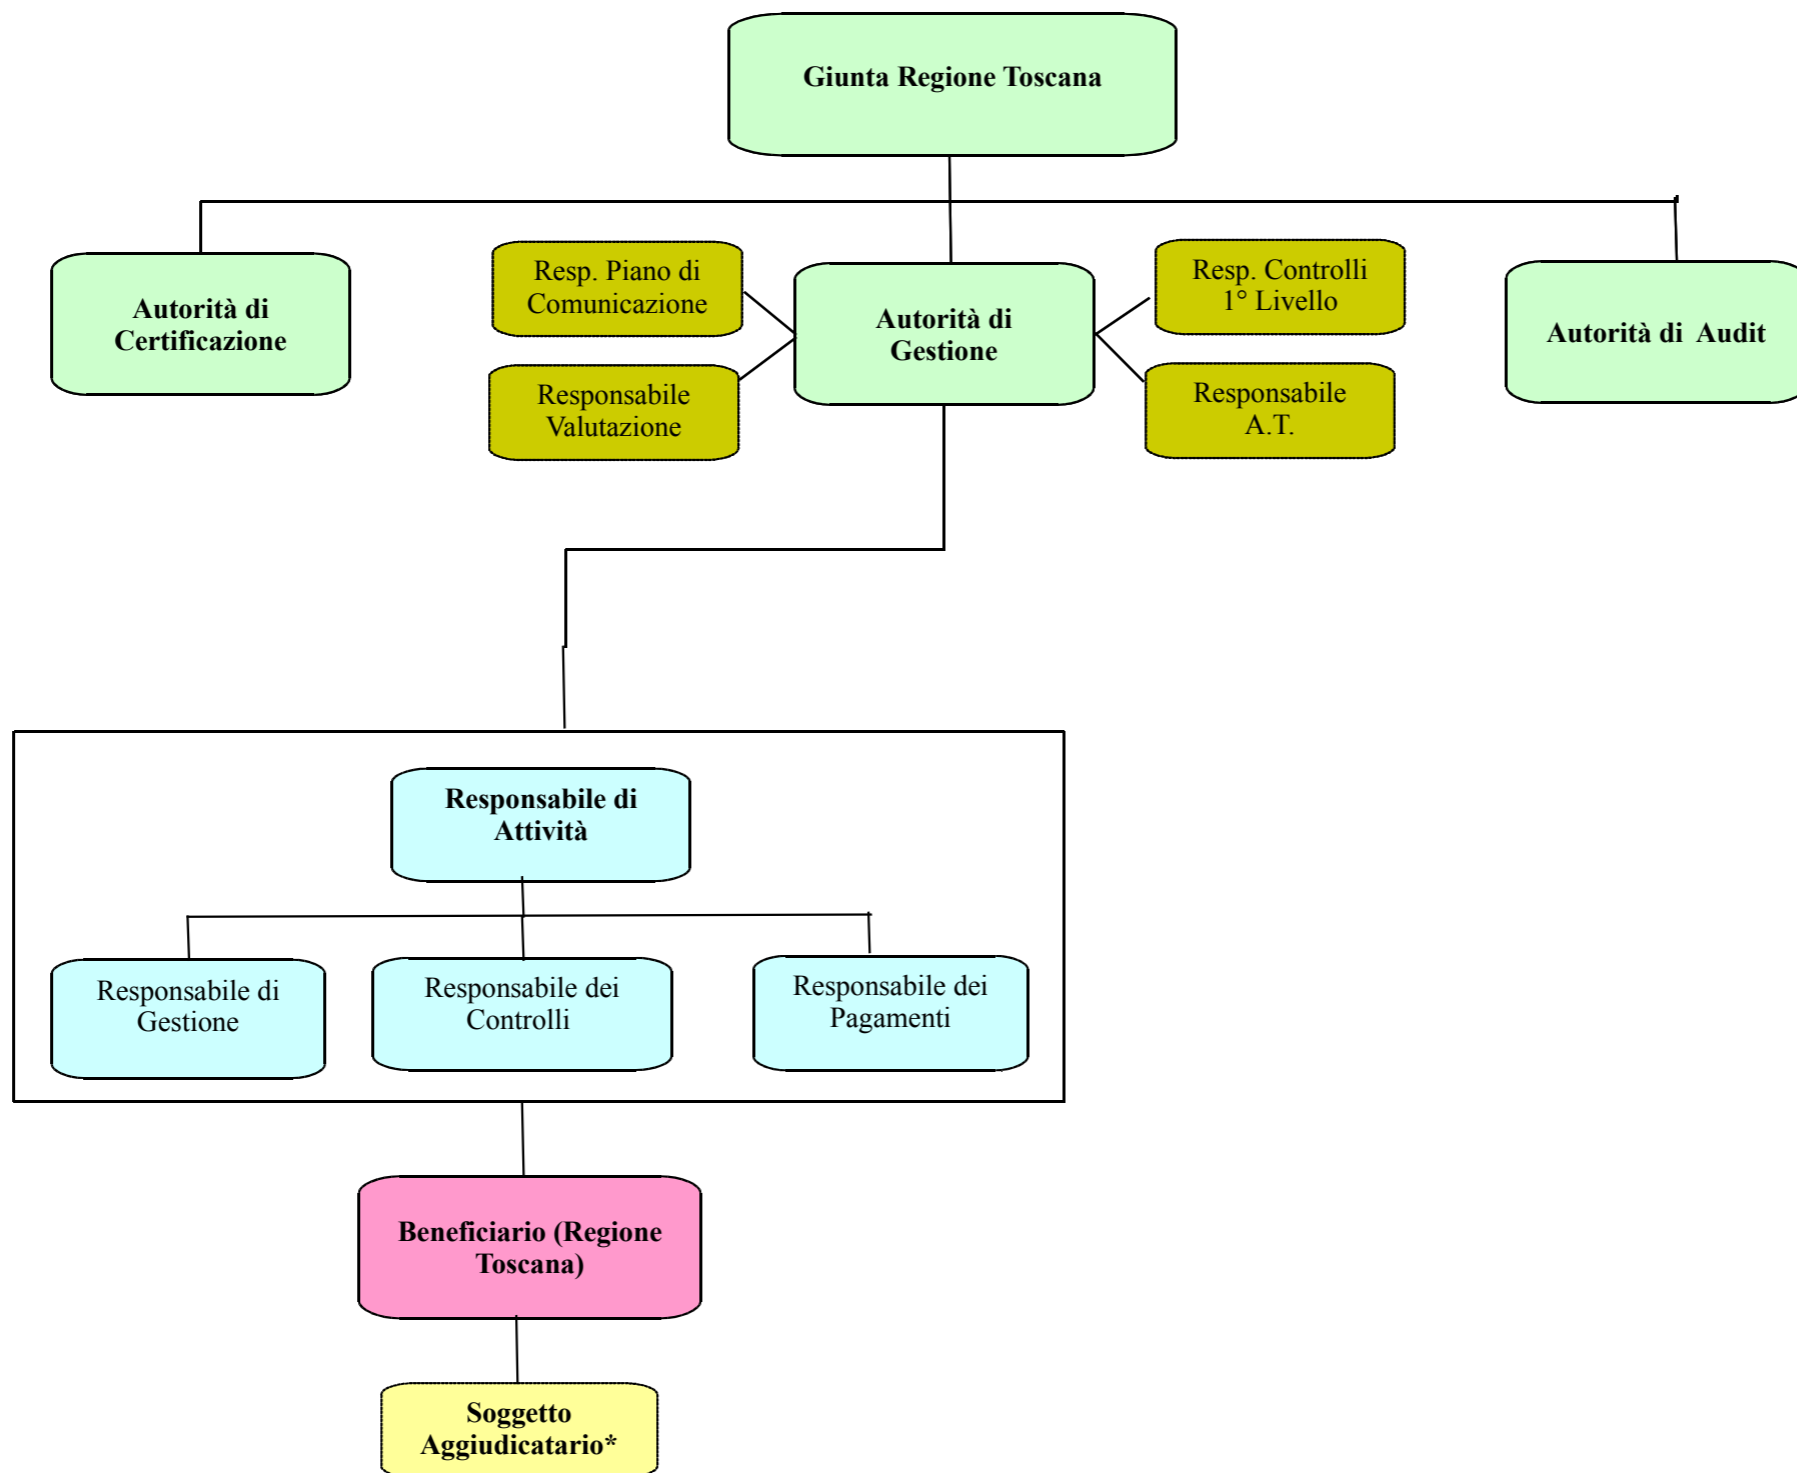 Giunta Regione Toscana
Autorità di
Certificazione
Resp. Piano di
Comunicazione
Responsabile
Valutazione
Autorità di
Gestione
Resp. Controlli
1° Livello
Responsabile
A.T.
Autorità di  Audit
Responsabile di
Attività
Responsabile di
Gestione
Responsabile dei
Controlli
Responsabile dei
Pagamenti
Beneficiario (Regione
Toscana)
Soggetto
Aggiudicatario*